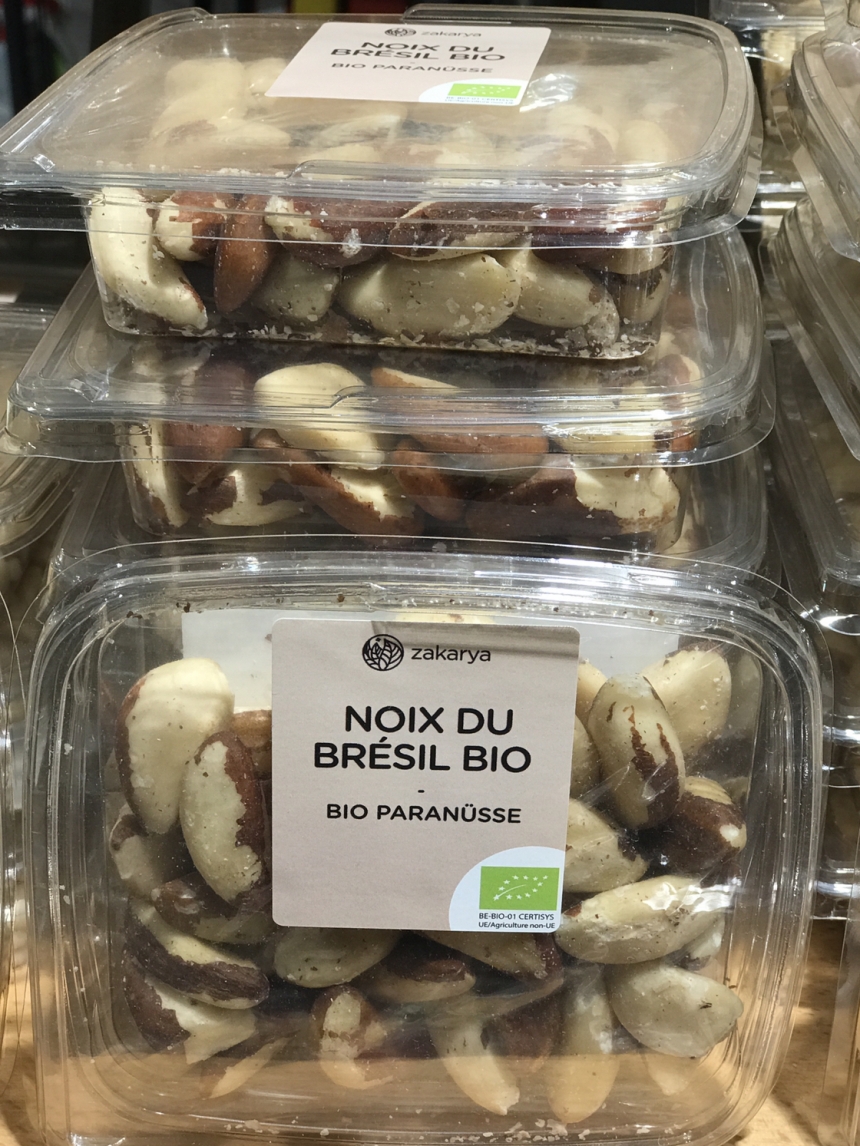 zakarya
NOIX DU
BRÉSIL BIO
BIO PARANÜSSE
zakarya
NOIX DU
BRÉSIL BIO
-
BIO PARANÜSSE
BE-BIO-01 CERTISYS
UE/Agriculture non-UE